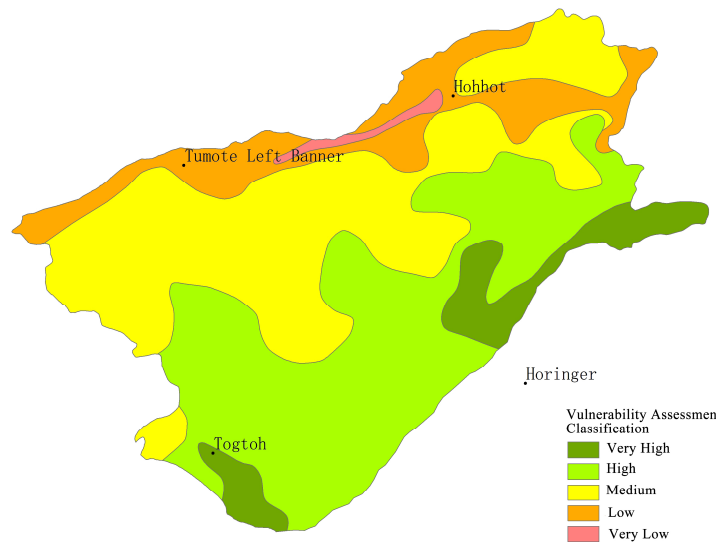 Hohhot
Tumote Left Banner
Horinger
Togtoh
Vulnerability Assessmen
Classification
Very High
High
Medium
Low
Very Low